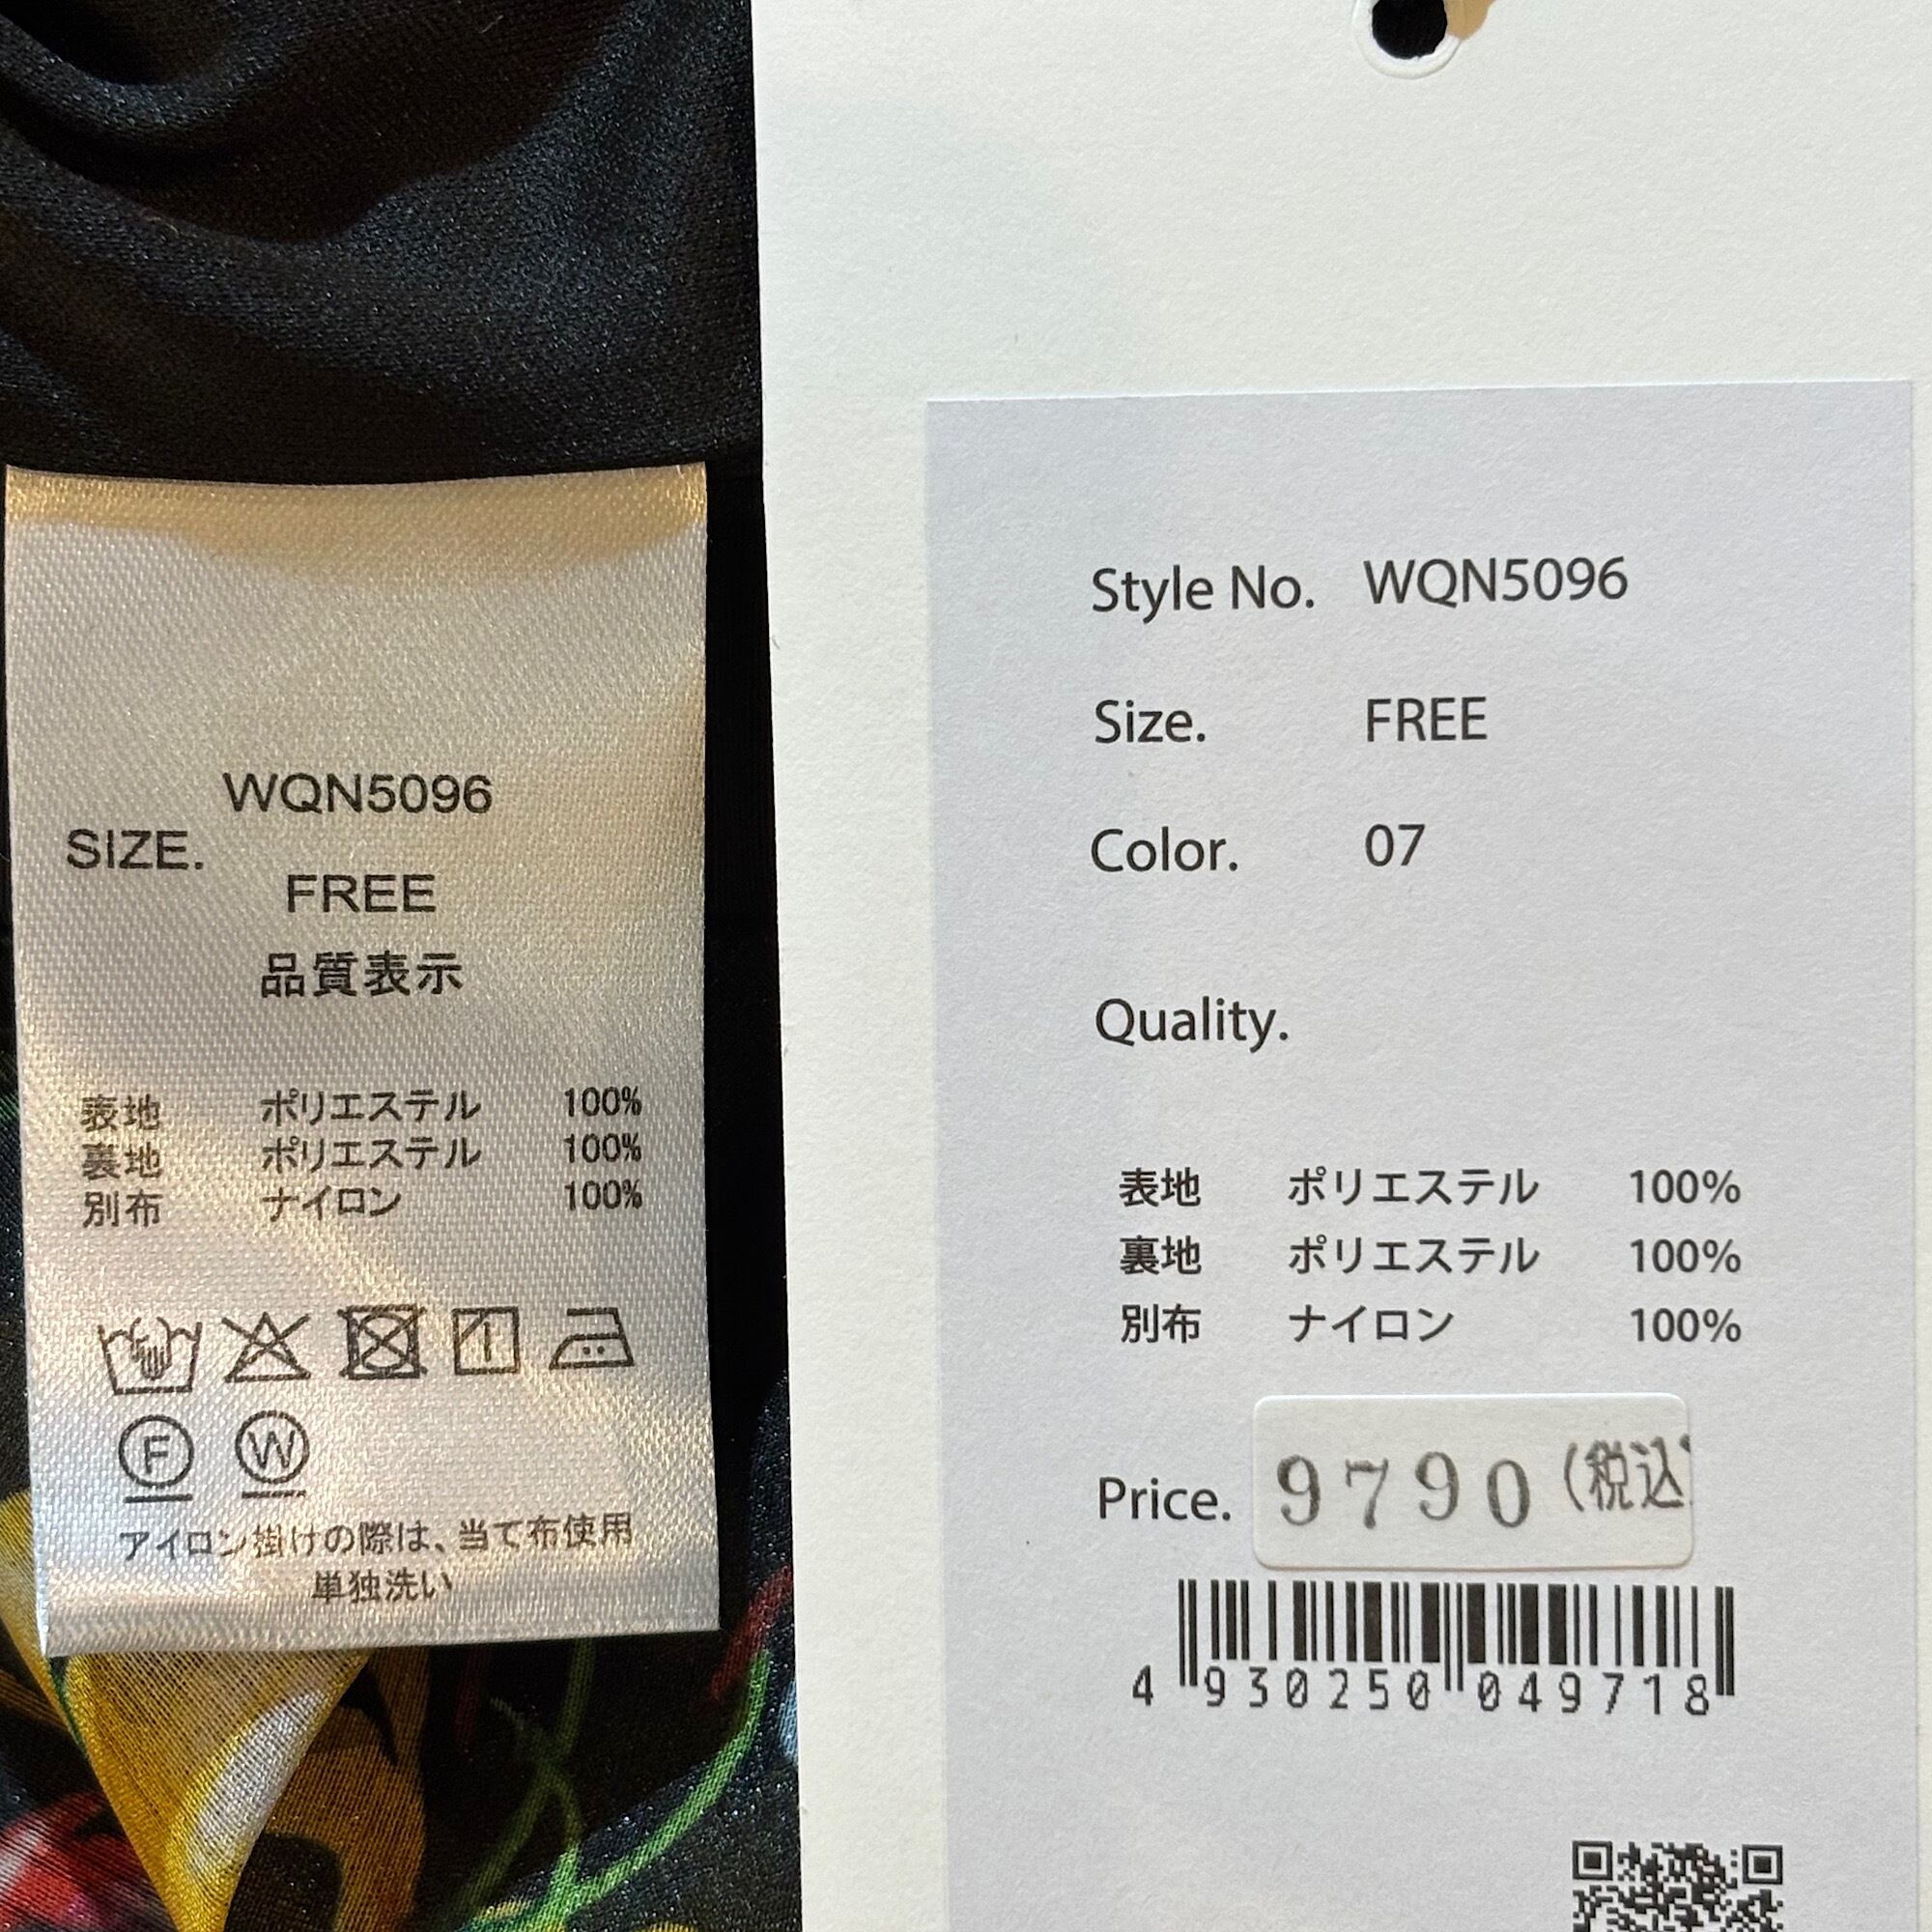 WQN5096
SIZE.
FREE
品質表示
表地 ポリエステル 100%
裏地 ポリエステル 100%
別布 ナイロン 100%
F W
アイロン掛けの際は、当て布使用
単独洗い
Style No. WQN5096
Size. FREE
Color. 07
Quality.
表地 ポリエステル 100%
裏地 ポリエステル 100%
別布 ナイロン 100%
Price. 9790 (税込)
4 930250 049718